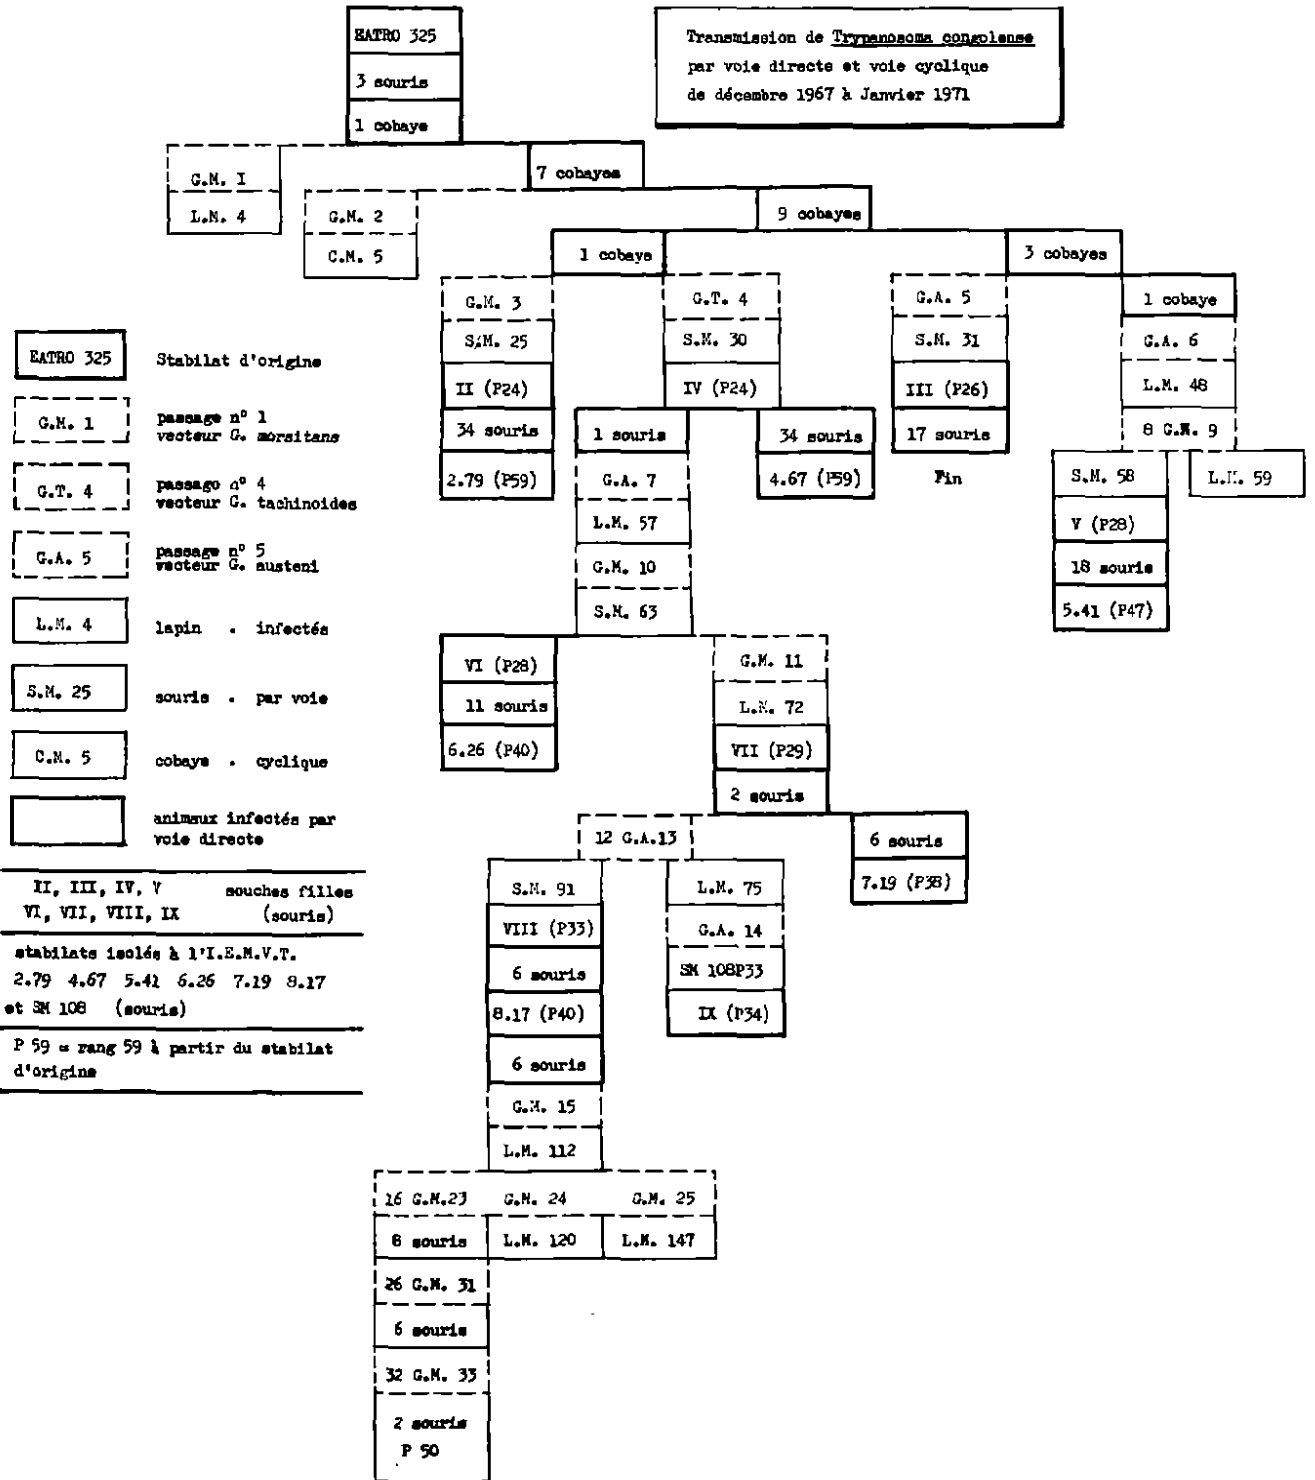 EATRO 325
3 souris
1 cobaye
Transmission de Trypanosoma congolense
par voie directe et voie cyclique
de décembre 1967 à Janvier 1971
G.M. I
L.M. 4
7 cobayes
G.M. 2
C.M. 5
9 cobayes
1 cobaye
3 cobayes
G.M. 3
S.M. 25
II (P24)
34 souris
2.79 (P59)
G.T. 4
S.M. 30
IV (P24)
1 souris
34 souris
4.67 (P59)
G.A. 5
S.M. 31
III (P26)
17 souris
Fin
1 cobaye
G.A. 6
L.M. 48
8 G.M. 9
S.M. 58
L.M. 59
V (P28)
18 souris
5.41 (P47)
G.A. 7
L.M. 57
G.M. 10
S.M. 63
VI (P28)
11 souris
6.26 (P40)
G.M. 11
L.M. 72
VII (P29)
2 souris
12 G.A.13
6 souris
7.19 (P38)
S.M. 91
VIII (P33)
6 souris
8.17 (P40)
6 souris
G.M. 15
L.M. 112
L.M. 75
G.A. 14
SM 108P33
IX (P34)
16 G.M.23 G.M. 24 G.M. 25
8 souris L.M. 120 L.M. 147
26 G.M. 31
6 souris
32 G.M. 33
2 souris
P 50
EATRO 325 Stabilat d'origine
G.M. 1 passage nº 1
vecteur G. morsitans
G.T. 4 passage nº 4
vecteur G. tachinoides
G.A. 5 passage nº 5
vecteur G. austeni
L.M. 4 lapin . infectés
S.M. 25 souris . par voie
C.M. 5 cobaye . cyclique
animaux infectés par
voie directe
II, III, IV, V souches filles
VI, VII, VIII, IX (souris)
stabilats isolés à l'I.E.M.V.T.
2.79 4.67 5.41 6.26 7.19 8.17
et SM 108 (souris)
P 59 = rang 59 à partir du stabilat
d'origine